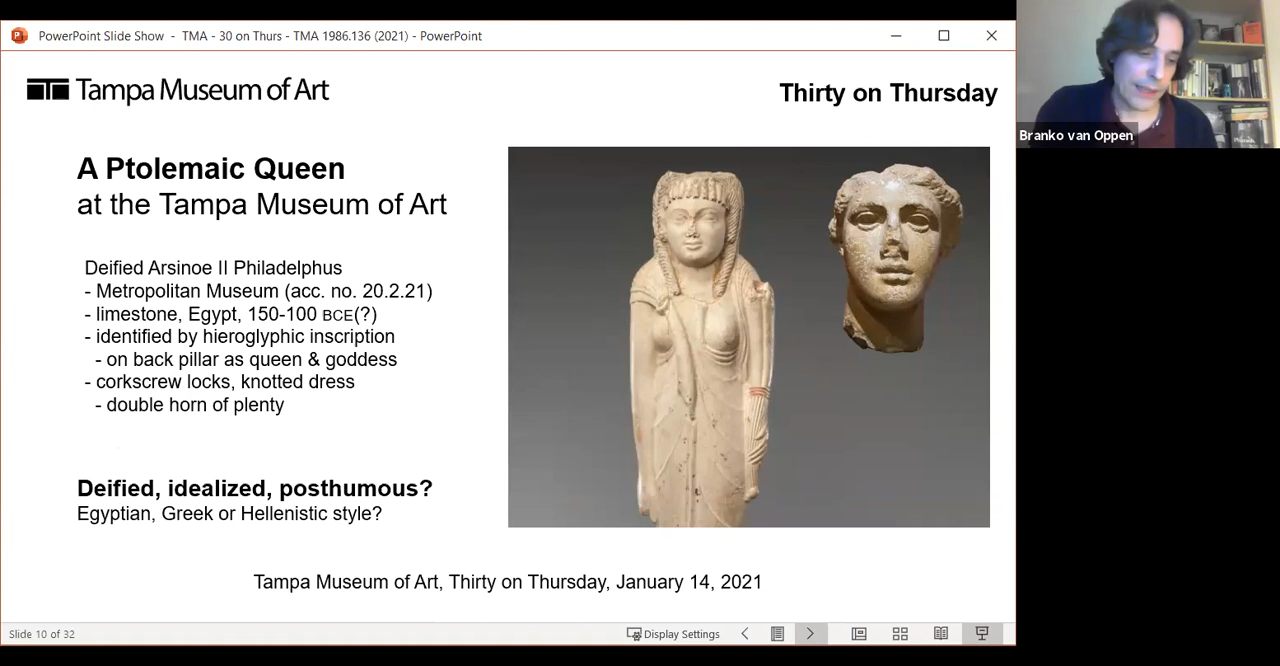 PowerPoint Slide Show - TMA - 30 on Thurs - TMA 1986.136 (2021) - PowerPoint
Branko van Oppen
Tampa Museum of Art
Thirty on Thursday
A Ptolemaic Queen
at the Tampa Museum of Art
Deified Arsinoe II Philadelphus
- Metropolitan Museum (acc. no. 20.2.21)
- limestone, Egypt, 150-100 BCE(?)
- identified by hieroglyphic inscription
- on back pillar as queen & goddess
- corkscrew locks, knotted dress
- double horn of plenty
Deified, idealized, posthumous?
Egyptian, Greek or Hellenistic style?
Tampa Museum of Art, Thirty on Thursday, January 14, 2021
Slide 10 of 32
Display Settings